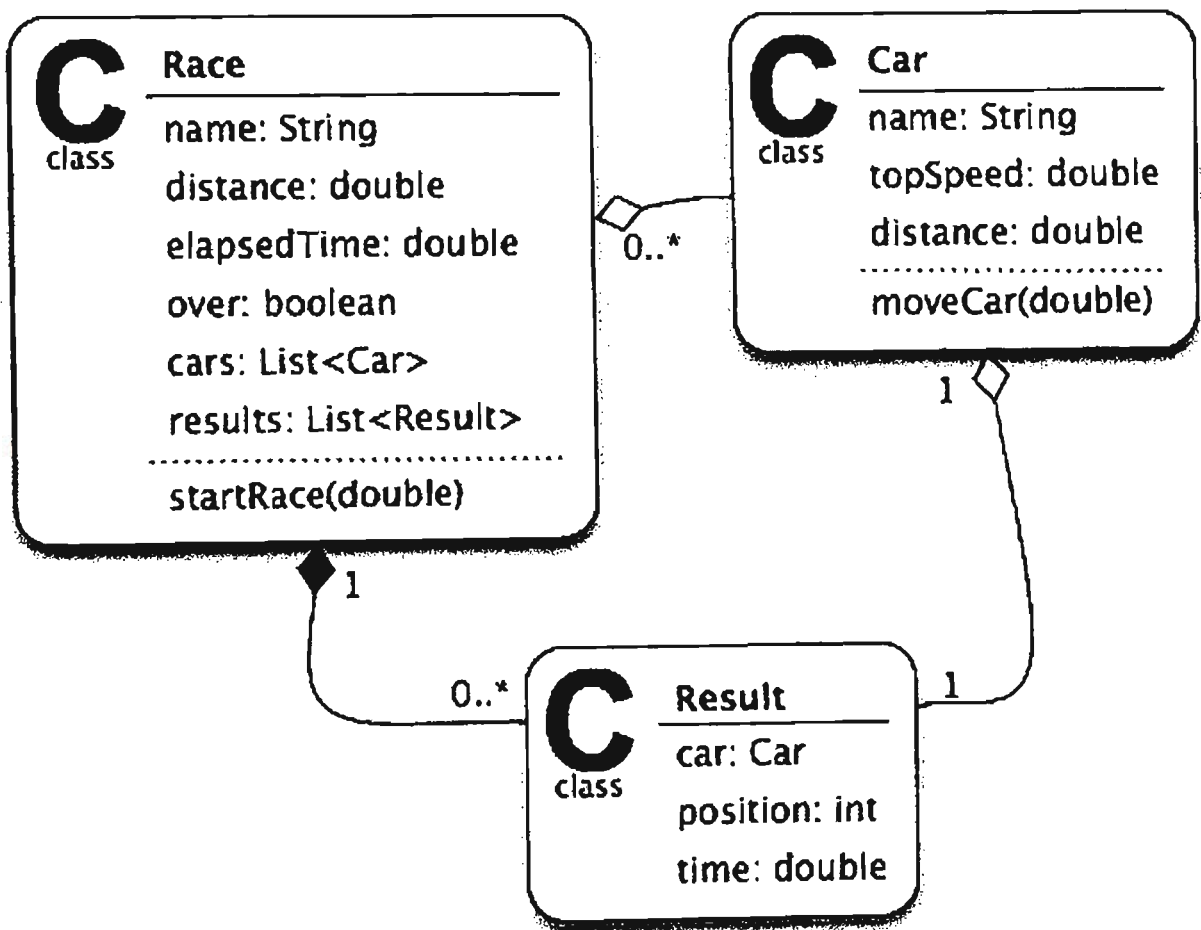 C
class
Race
name: String
distance: double
elapsedTime: double
over: boolean
cars: List<Car>
results: List<Result>
startRace(double)
C
class
Car
name: String
topSpeed: double
distance: double
moveCar(double)
0..*
1
1
0..*
1
C
class
Result
car: Car
position: int
time: double